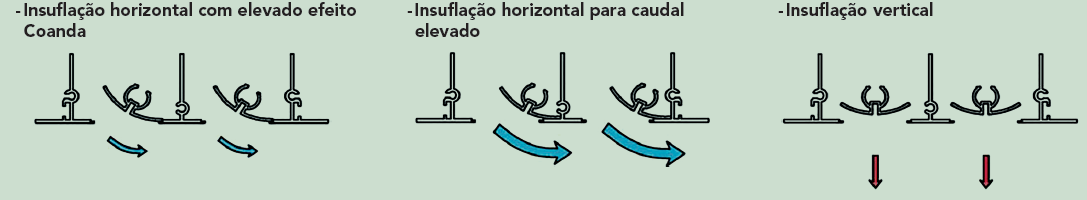 -Insuflação horizontal com elevado efeito
Coanda
-Insuflação horizontal para caudal
elevado
-Insuflação vertical